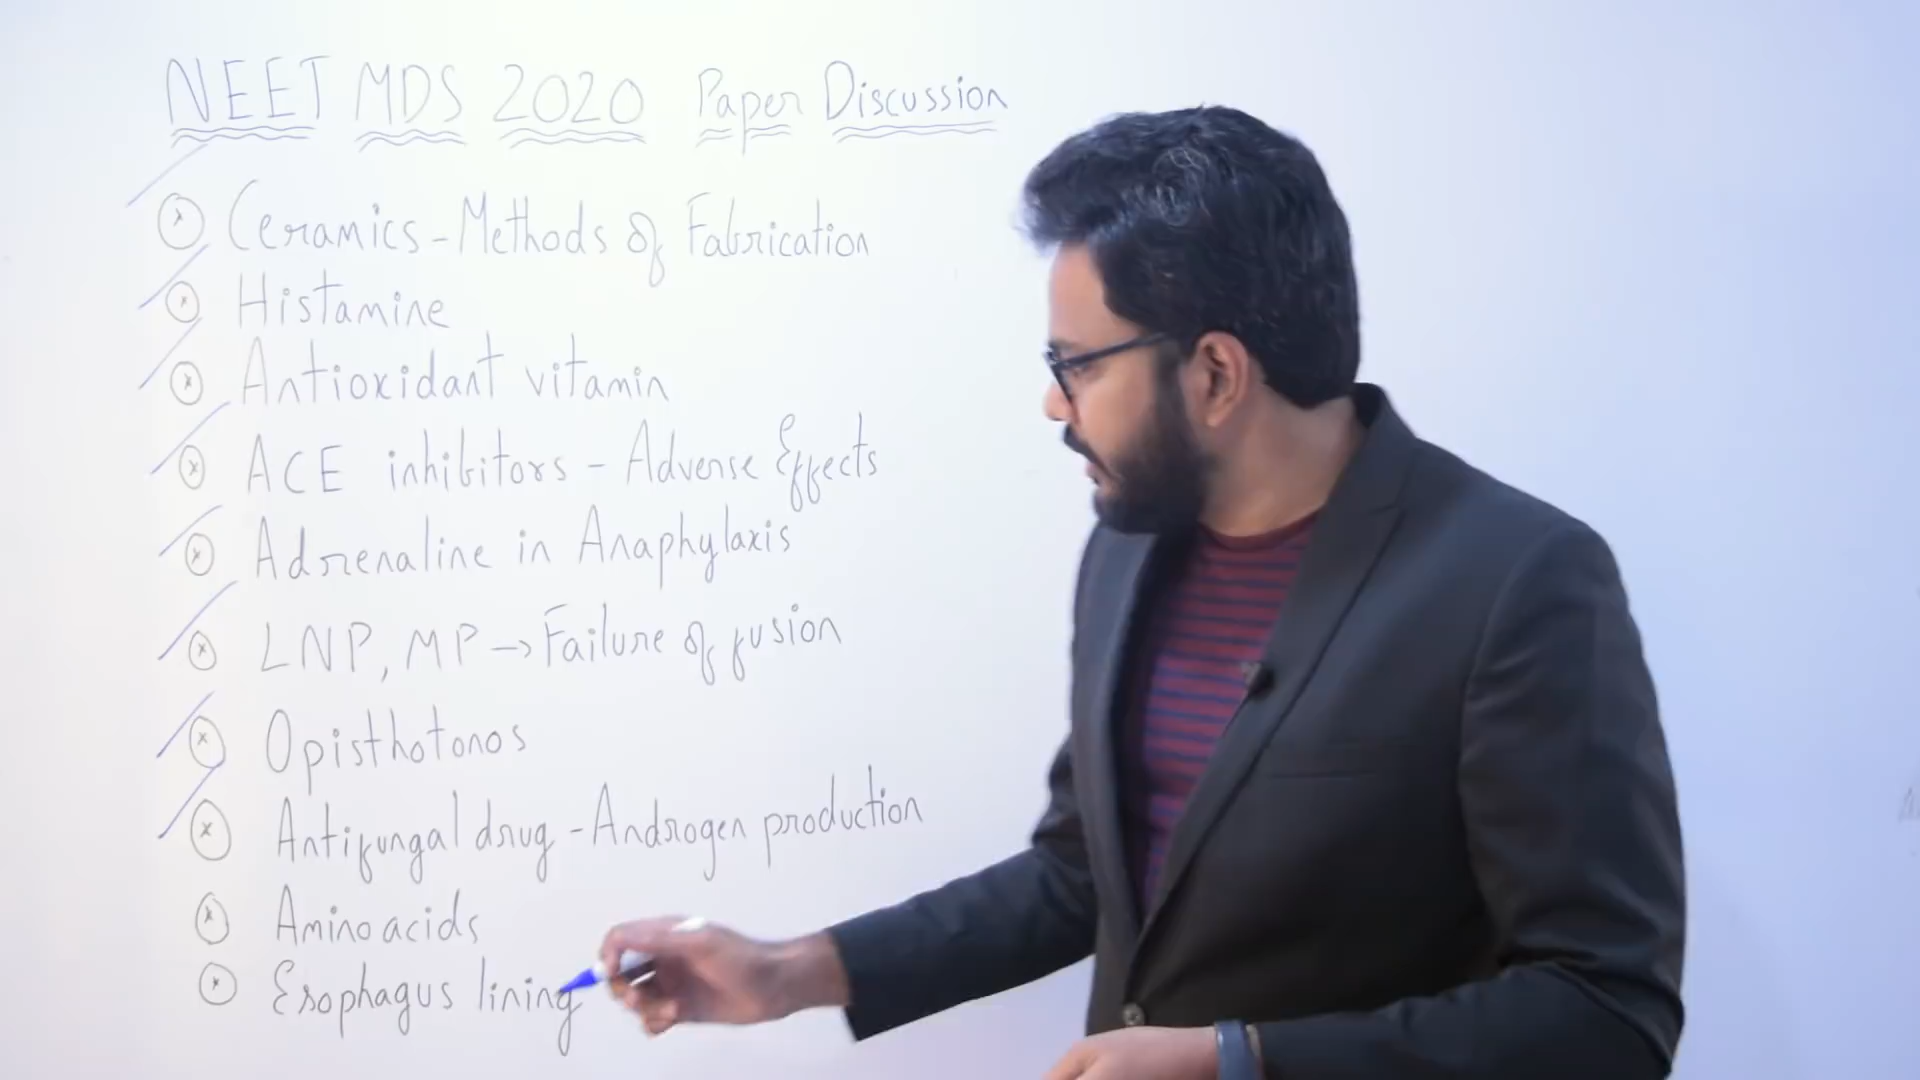 NEET MDS 2020 Paper Discussion
Ceramics - Methods of Fabrication
Histamine
Antioxidant vitamin
ACE inhibitors - Adverse Effects
Adrenaline in Anaphylaxis
LNP, MP → Failure of fusion
Opisthotonos
Antifungal drug - Androgen production
Amino acids
Esophagus lining